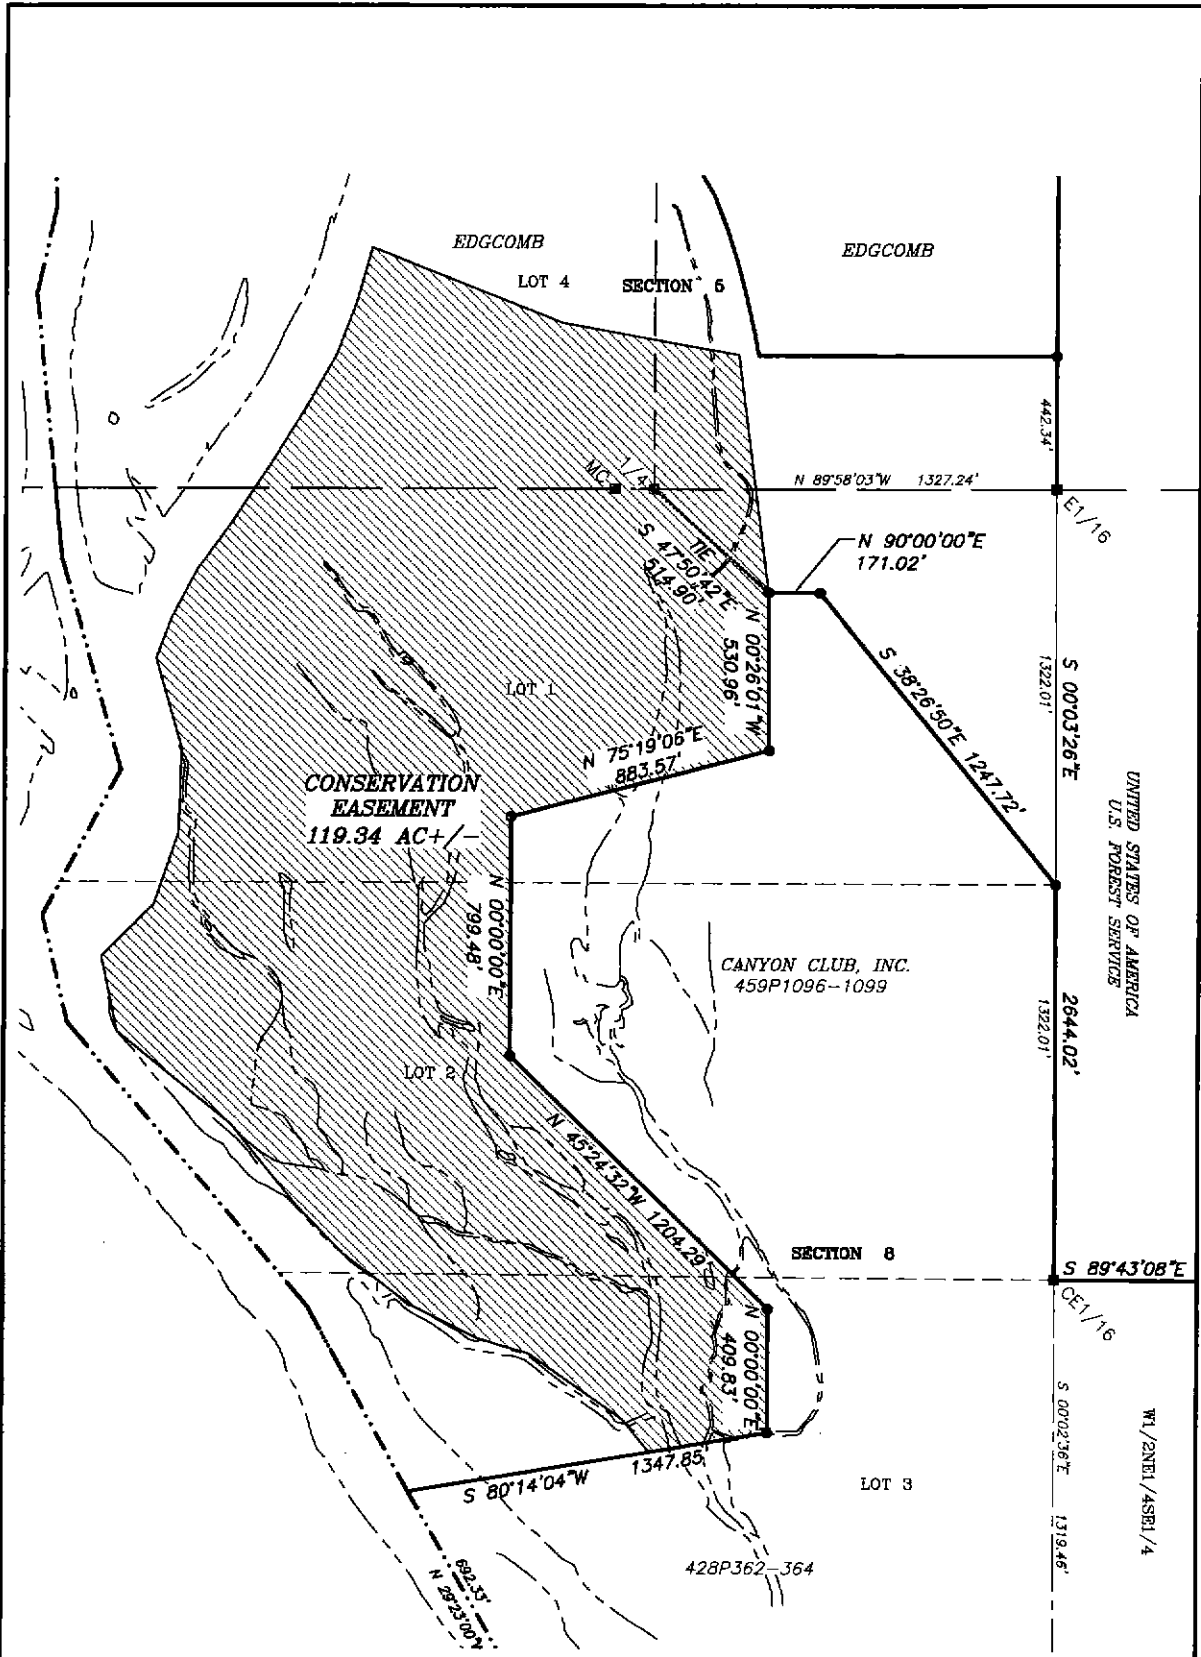 EDGCOMB
LOT 4
SECTION 5
EDGCOMB
442.34'
MC
1/4
N 89°58'03"W 1327.24'
E1/16
N 90°00'00"E
171.02'
TIE
S 47°50'42"E
514.90'
N 00°26'01"W
530.96'
S 38°26'50"E 1247.72'
S 00°03'26"E
1322.01'
LOT 1
N 75°19'06"E
883.57'
CONSERVATION
EASEMENT
119.34 AC+/-
UNITED STATES OF AMERICA
U.S. FOREST SERVICE
N 00°00'00"E
799.48'
CANYON CLUB, INC.
459P1096-1099
2644.02'
1322.01'
LOT 2
N 45°24'32"W 1204.29'
SECTION 8
S 89°43'08"E
CE1/16
N 00°00'00"E
409.83'
S 00°02'36"E 1319.46'
W1/2NE1/4SE1/4
S 80°14'04"W 1347.85'
LOT 3
428P362-364
692.33'
N 29°23'00"W